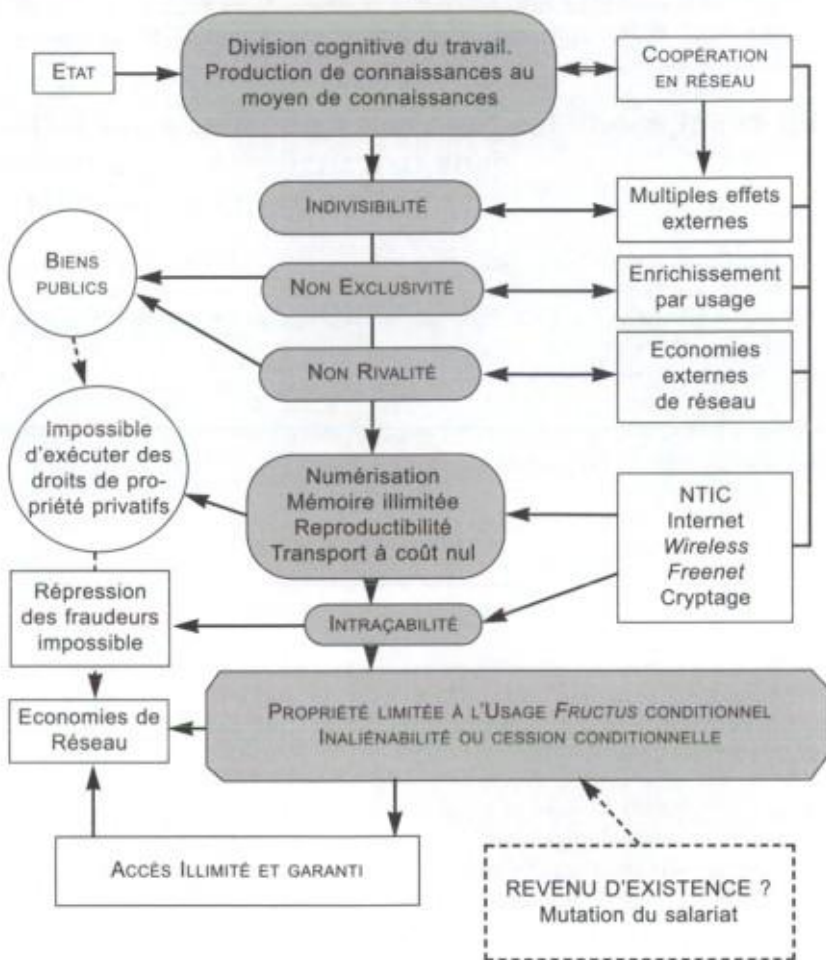 ETAT
Division cognitive du travail.
Production de connaissances au
moyen de connaissances
COOPÉRATION
EN RÉSEAU
INDIVISIBILITÉ
Multiples effets
externes
BIENS
PUBLICS
NON EXCLUSIVITÉ
Enrichissement
par usage
NON RIVALITÉ
Economies
externes
de réseau
Impossible
d'exécuter des
droits de pro-
priété privatifs
Numérisation
Mémoire illimitée
Reproductibilité
Transport à coût nul
NTIC
Internet
Wireless
Freenet
Cryptage
Répression
des fraudeurs
impossible
INTRAÇABILITÉ
Economies de
Réseau
PROPRIÉTÉ LIMITÉE À L'USAGE FRUCTUS CONDITIONNEL
INALIÉNABILITÉ OU CESSION CONDITIONNELLE
ACCÈS ILLIMITÉ ET GARANTI
REVENU D'EXISTENCE ?
Mutation du salariat